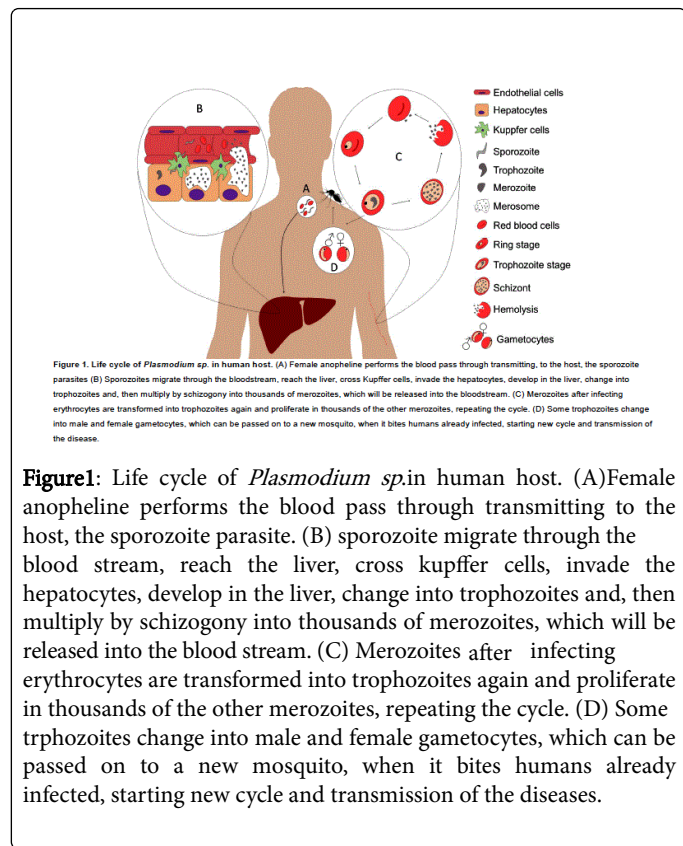 B
A
C
D
Endothelial cells
Hepatocytes
Kupffer cells
Sporozoite
Trophozoite
Merozoite
Merosome
Red blood cells
Ring stage
Trophozoite stage
Schizont
Hemolysis
Gametocytes
Figure 1. Life cycle of Plasmodium sp. in human host. (A) Female anopheline performs the blood pass through transmitting, to the host, the sporozoite
parasites (B) Sporozoites migrate through the bloodstream, reach the liver, cross Kupffer cells, invade the hepatocytes, develop in the liver, change into
trophozoites and, then multiply by schizogony into thousands of merozoites, which will be released into the bloodstream. (C) Merozoites after infecting
erythrocytes are transformed into trophozoites again and proliferate in thousands of the other merozoites, repeating the cycle. (D) Some trophozoites change
into male and female gametocytes, which can be passed on to a new mosquito, when it bites humans already infected, starting new cycle and transmission of
the disease.
Figure1: Life cycle of Plasmodium sp.in human host. (A)Female
anopheline performs the blood pass through transmitting to the
host, the sporozoite parasite. (B) sporozoite migrate through the
blood stream, reach the liver, cross kupffer cells, invade the
hepatocytes, develop in the liver, change into trophozoites and, then
multiply by schizogony into thousands of merozoites, which will be
released into the blood stream. (C) Merozoites after infecting
erythrocytes are transformed into trophozoites again and proliferate
in thousands of the other merozoites, repeating the cycle. (D) Some
trphozoites change into male and female gametocytes, which can be
passed on to a new mosquito, when it bites humans already
infected, starting new cycle and transmission of the diseases.